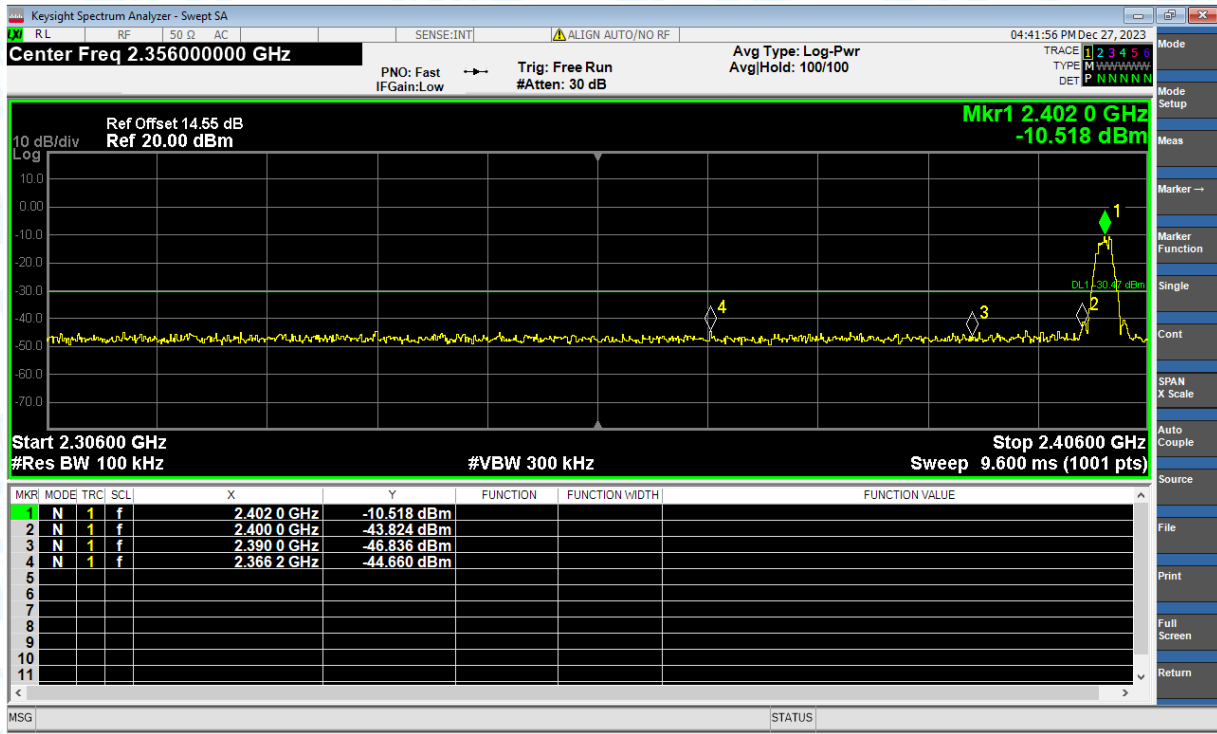 Keysight Spectrum Analyzer - Swept SA
LXI RL RF 50 Ω AC SENSE:INT ALIGN AUTO/NO RF 04:41:56 PM Dec 27, 2023
Center Freq 2.356000000 GHz
PNO: Fast
IFGain:Low
Trig: Free Run
#Atten: 30 dB
Avg Type: Log-Pwr
Avg|Hold: 100/100
TRACE 1 2 3 4 5 6
TYPE M WWWWW
DET P N N N N N
Mkr1 2.402 0 GHz
-10.518 dBm
Ref Offset 14.55 dB
10 dB/div Ref 20.00 dBm
Log
10.0
0.00
-10.0
-20.0
-30.0
-40.0
-50.0
-60.0
-70.0
1
DL1 -30.47 dBm
4
3
2
Start 2.30600 GHz Stop 2.40600 GHz
#Res BW 100 kHz #VBW 300 kHz Sweep 9.600 ms (1001 pts)
MKR MODE TRC SCL X Y FUNCTION FUNCTION WIDTH FUNCTION VALUE
1 N 1 f 2.402 0 GHz -10.518 dBm
2 N 1 f 2.400 0 GHz -43.824 dBm
3 N 1 f 2.390 0 GHz -46.836 dBm
4 N 1 f 2.366 2 GHz -44.660 dBm
5
6
7
8
9
10
11
MSG STATUS
Mode
Mode
Setup
Meas
Marker →
Marker
Function
Single
Cont
SPAN
X Scale
Auto
Couple
Source
File
Print
Full
Screen
Return